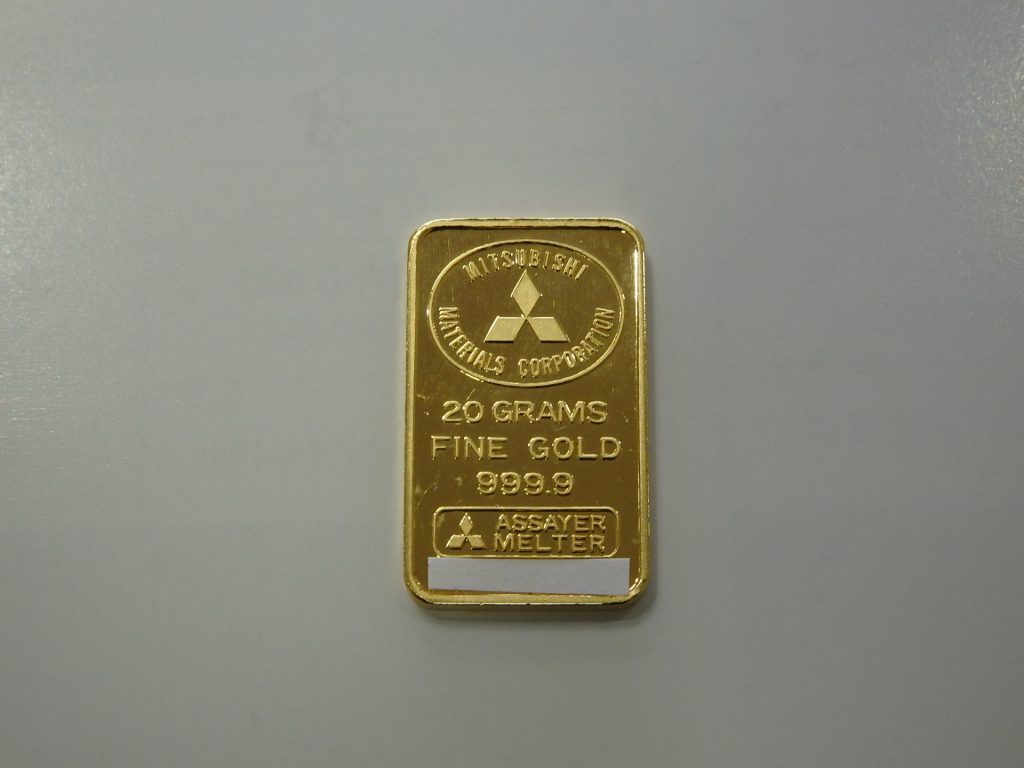 MITSUBISHI
MATERIALS CORPORATION
20 GRAMS
FINE GOLD
999.9
ASSAYER
MELTER